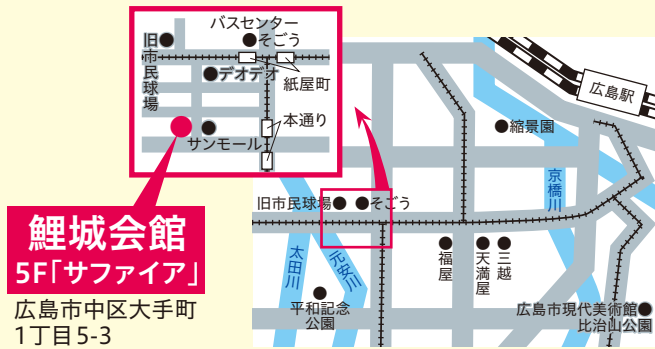 バスセンター
旧市民球場
そごう
デオデオ
紙屋町
本通り
サンモール
鯉城会館
5F「サファイア」
広島市中区大手町
1丁目5-3
広島駅
縮景園
京橋川
旧市民球場
そごう
太田川
元安川
福屋
天満屋
三越
平和記念
公園
広島市現代美術館
比治山公園